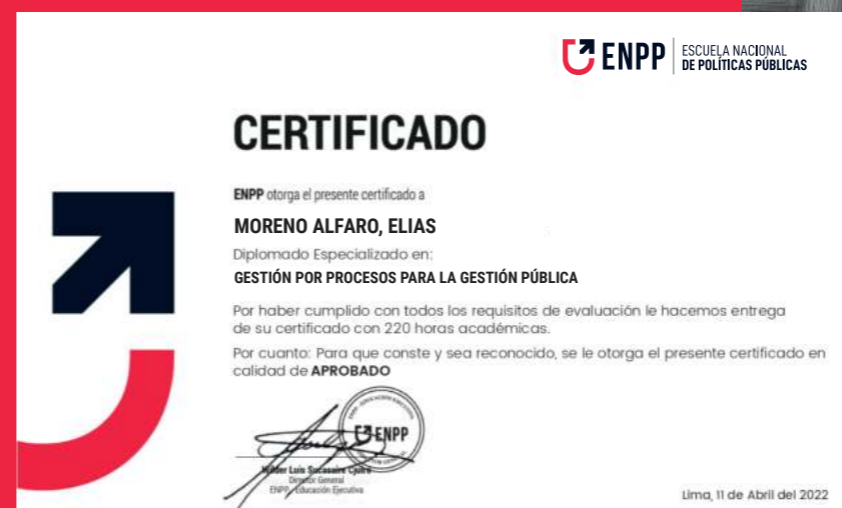 ENPP
ESCUELA NACIONAL
DE POLÍTICAS PÚBLICAS
CERTIFICADO
ENPP otorga el presente certificado a
MORENO ALFARO, ELIAS
Diplomado Especializado en:
GESTIÓN POR PROCESOS PARA LA GESTIÓN PÚBLICA
Por haber cumplido con todos los requisitos de evaluación le hacemos entrega
de su certificado con 220 horas académicas.
Por cuanto: Para que conste y sea reconocido, se le otorga el presente certificado en
calidad de APROBADO
ENPP
Luis
Director General
ENPP Educación Ejecutiva
Lima, 11 de Abril del 2022